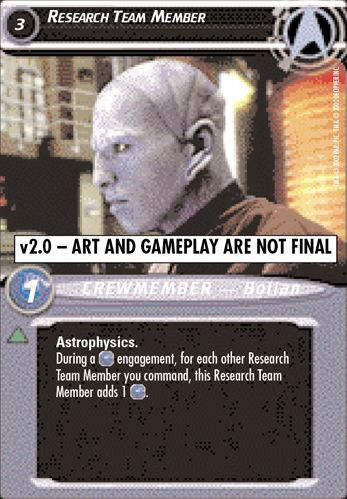 3
RESEARCH TEAM MEMBER
v2.0 – ART AND GAMEPLAY ARE NOT FINAL
1
CREWMEMBER — Bolian
Astrophysics.
During a engagement, for each other Research
Team Member you command, this Research Team
Member adds 1 .